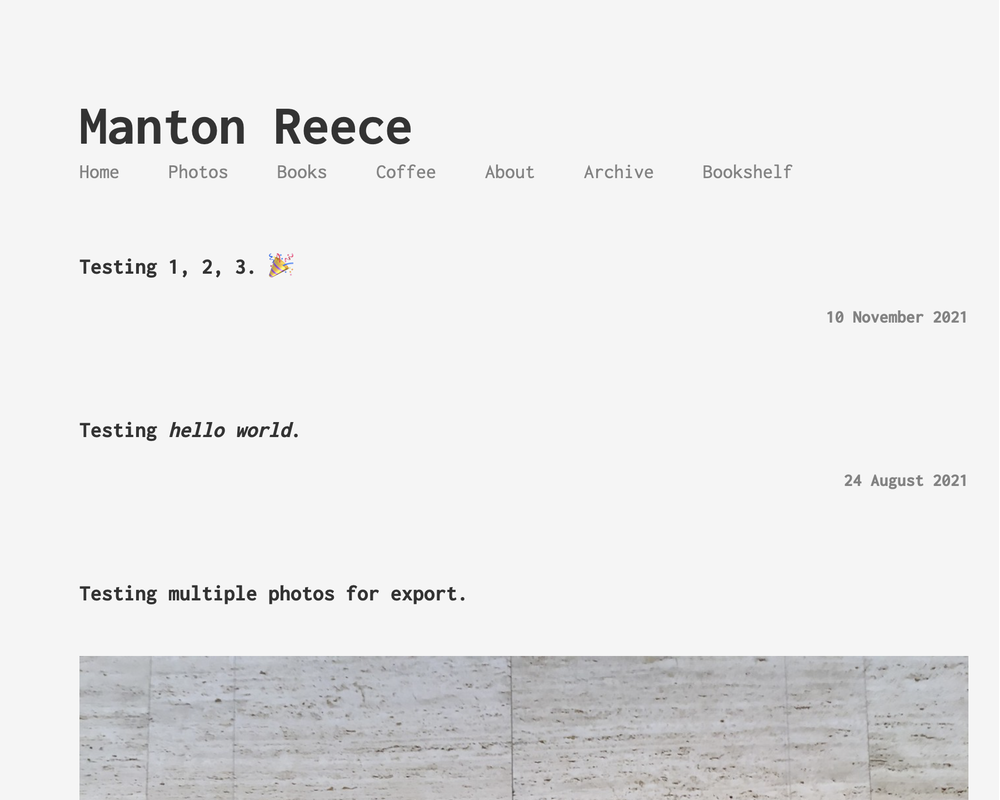 Manton Reece
Home Photos Books Coffee About Archive Bookshelf
Testing 1, 2, 3. 🎉
10 November 2021
Testing hello world.
24 August 2021
Testing multiple photos for export.